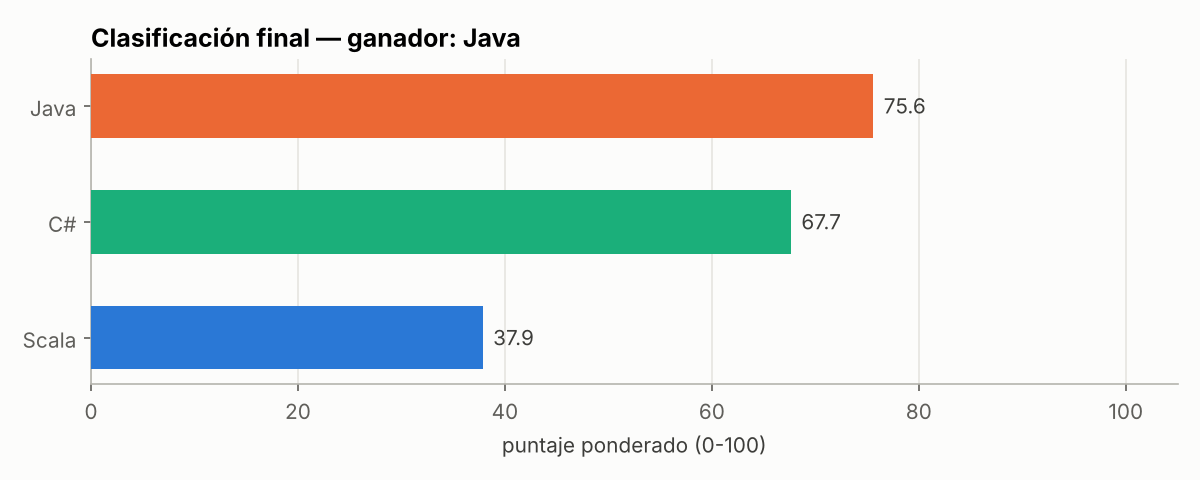 Clasificación final — ganador: Java
Java 75.6
C# 67.7
Scala 37.9
0 20 40 60 80 100
puntaje ponderado (0-100)